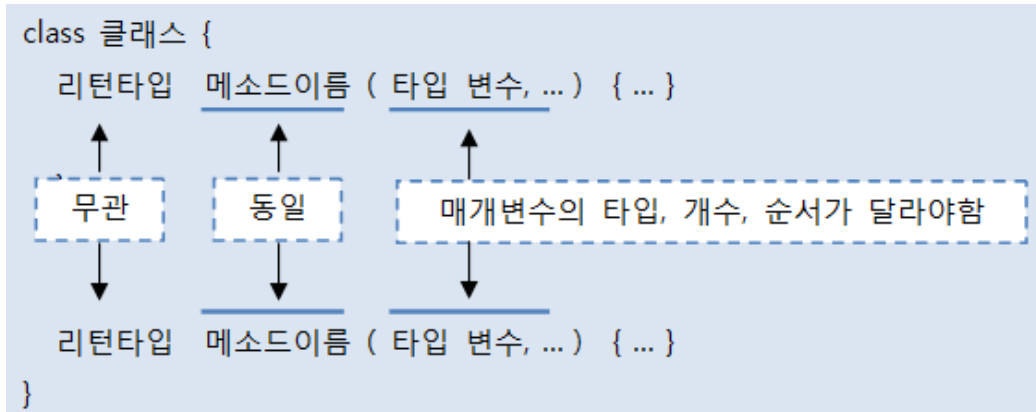 class 클래스 {
리턴타입 메소드이름 ( 타입 변수, ... ) { ... }
무관 동일 매개변수의 타입, 개수, 순서가 달라야함
리턴타입 메소드이름 ( 타입 변수, ... ) { ... }
}